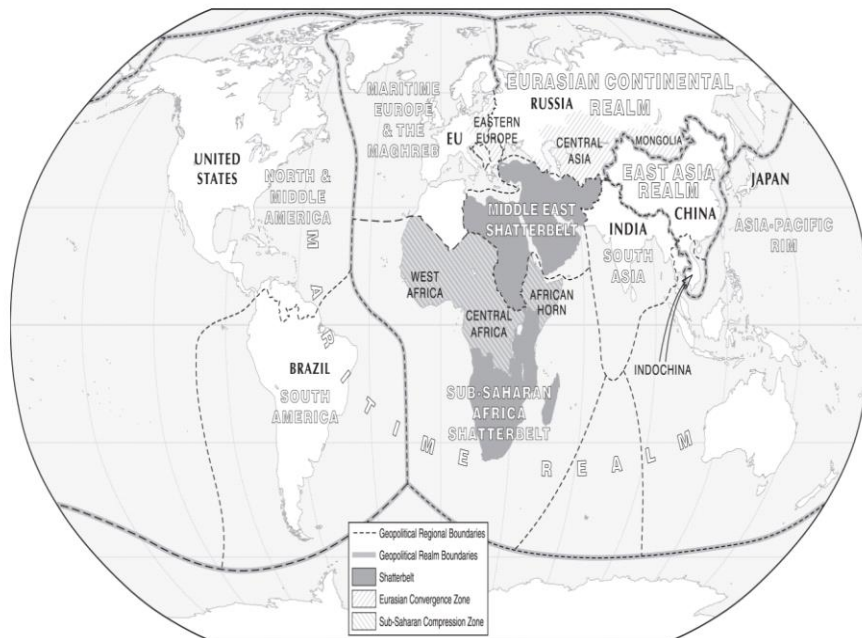 MARITIME
EUROPE
& THE
MAGHREB
EURASIAN CONTINENTAL
REALM
RUSSIA
EASTERN
EUROPE
EU
CENTRAL
ASIA
MONGOLIA
UNITED
STATES
NORTH &
MIDDLE
AMERICA
EAST ASIA
REALM
JAPAN
CHINA
MIDDLE EAST
SHATTERBELT
INDIA
ASIA-PACIFIC
RIM
SOUTH
ASIA
WEST
AFRICA
AFRICAN
HORN
CENTRAL
AFRICA
INDOCHINA
BRAZIL
SOUTH
AMERICA
SUB-SAHARAN
AFRICA
SHATTERBELT
MARITIME REALM
Geopolitical Regional Boundaries
Geopolitical Realm Boundaries
Shatterbelt
Eurasian Convergence Zone
Sub-Saharan Compression Zone